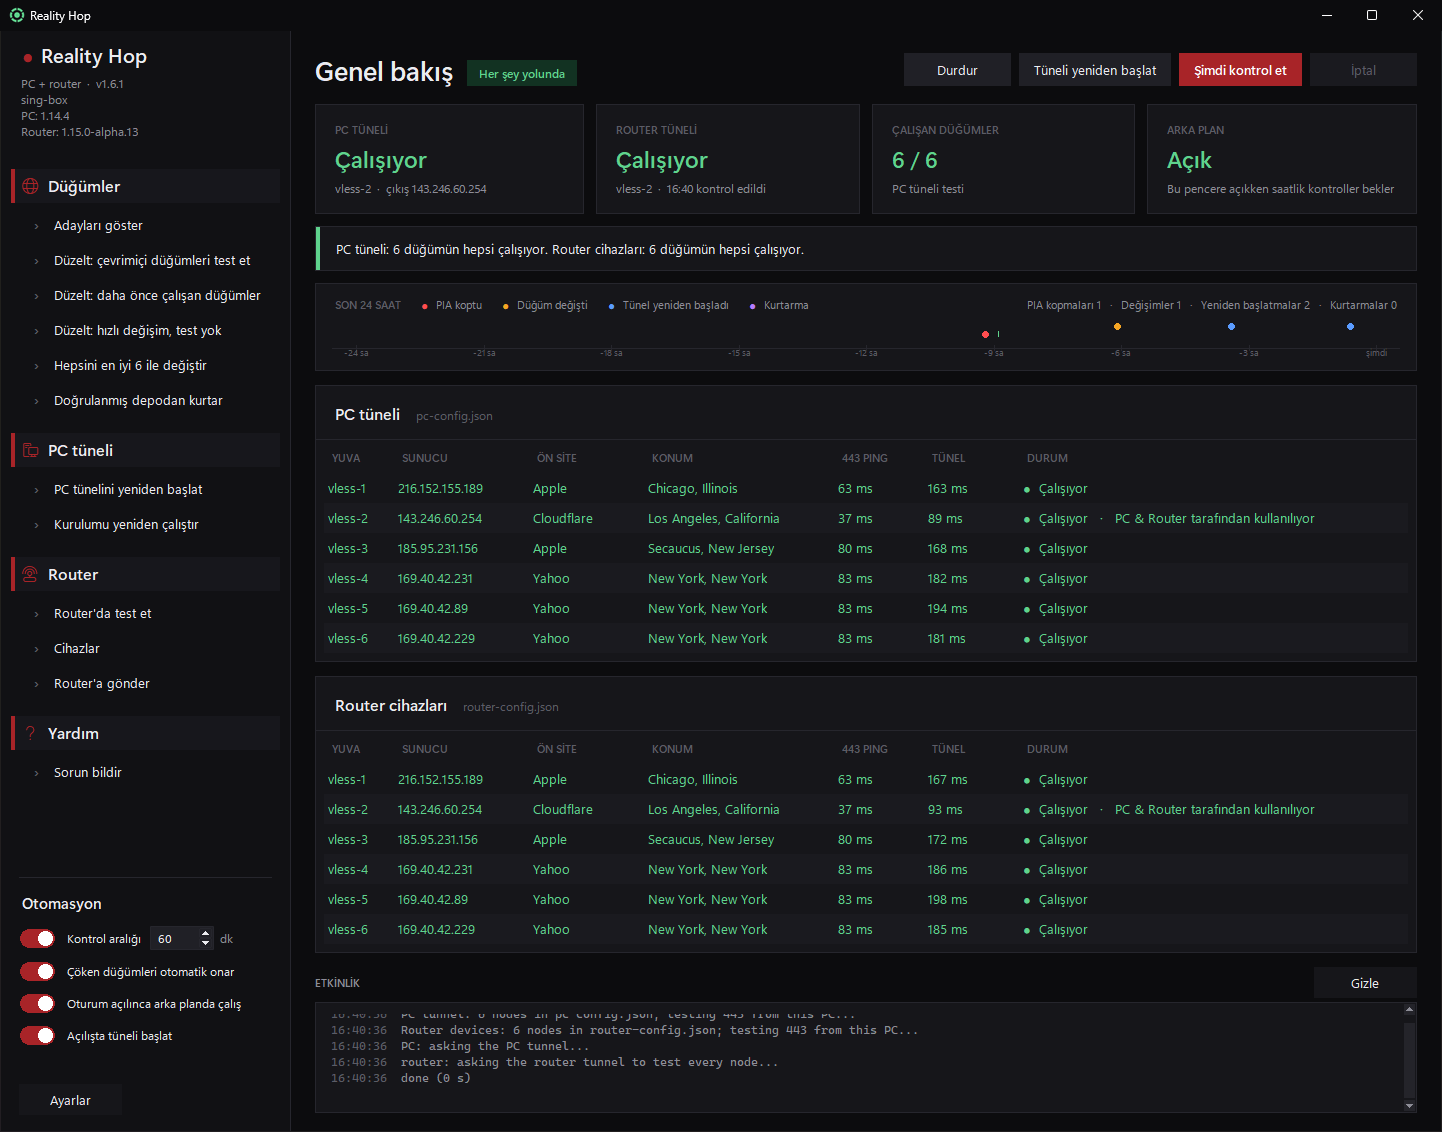 Reality Hop
Reality Hop
PC + router · v1.6.1
sing-box
PC: 1.14.4
Router: 1.15.0-alpha.13
Düğümler
Adayları göster
Düzelt: çevrimiçi düğümleri test et
Düzelt: daha önce çalışan düğümler
Düzelt: hızlı değişim, test yok
Hepsini en iyi 6 ile değiştir
Doğrulanmış depodan kurtar
PC tüneli
PC tünelini yeniden başlat
Kurulumu yeniden çalıştır
Router
Router'da test et
Cihazlar
Router'a gönder
Yardım
Sorun bildir
Otomasyon
Kontrol aralığı 60 dk
Çöken düğümleri otomatik onar
Oturum açılınca arka planda çalış
Açılışta tüneli başlat
Ayarlar
Genel bakış Her şey yolunda Durdur Tüneli yeniden başlat Şimdi kontrol et İptal
PC TÜNELİ
Çalışıyor
vless-2 · çıkış 143.246.60.254
ROUTER TÜNELİ
Çalışıyor
vless-2 · 16:40 kontrol edildi
ÇALIŞAN DÜĞÜMLER
6 / 6
PC tüneli testi
ARKA PLAN
Açık
Bu pencere açıkken saatlik kontroller bekler
PC tüneli: 6 düğümün hepsi çalışıyor. Router cihazları: 6 düğümün hepsi çalışıyor.
SON 24 SAAT PIA koptu Düğüm değişti Tünel yeniden başladı Kurtarma PIA kopmaları 1 · Değişimler 1 · Yeniden başlatmalar 2 · Kurtarmalar 0
-24 sa -21 sa -18 sa -15 sa -12 sa -9 sa -6 sa -3 sa şimdi
PC tüneli pc-config.json
YUVA SUNUCU ÖN SİTE KONUM 443 PING TÜNEL DURUM
vless-1 216.152.155.189 Apple Chicago, Illinois 63 ms 163 ms Çalışıyor
vless-2 143.246.60.254 Cloudflare Los Angeles, California 37 ms 89 ms Çalışıyor · PC & Router tarafından kullanılıyor
vless-3 185.95.231.156 Apple Secaucus, New Jersey 80 ms 168 ms Çalışıyor
vless-4 169.40.42.231 Yahoo New York, New York 83 ms 182 ms Çalışıyor
vless-5 169.40.42.89 Yahoo New York, New York 83 ms 194 ms Çalışıyor
vless-6 169.40.42.229 Yahoo New York, New York 83 ms 181 ms Çalışıyor
Router cihazları router-config.json
YUVA SUNUCU ÖN SİTE KONUM 443 PING TÜNEL DURUM
vless-1 216.152.155.189 Apple Chicago, Illinois 63 ms 167 ms Çalışıyor
vless-2 143.246.60.254 Cloudflare Los Angeles, California 37 ms 93 ms Çalışıyor · PC & Router tarafından kullanılıyor
vless-3 185.95.231.156 Apple Secaucus, New Jersey 80 ms 172 ms Çalışıyor
vless-4 169.40.42.231 Yahoo New York, New York 83 ms 186 ms Çalışıyor
vless-5 169.40.42.89 Yahoo New York, New York 83 ms 198 ms Çalışıyor
vless-6 169.40.42.229 Yahoo New York, New York 83 ms 185 ms Çalışıyor
ETKİNLİK Gizle
16:40:36 PC tunnel: 6 nodes in pc-config.json; testing 443 from this PC...
16:40:36 Router devices: 6 nodes in router-config.json; testing 443 from this PC...
16:40:36 PC: asking the PC tunnel...
16:40:36 router: asking the router tunnel to test every node...
16:40:36 done (0 s)